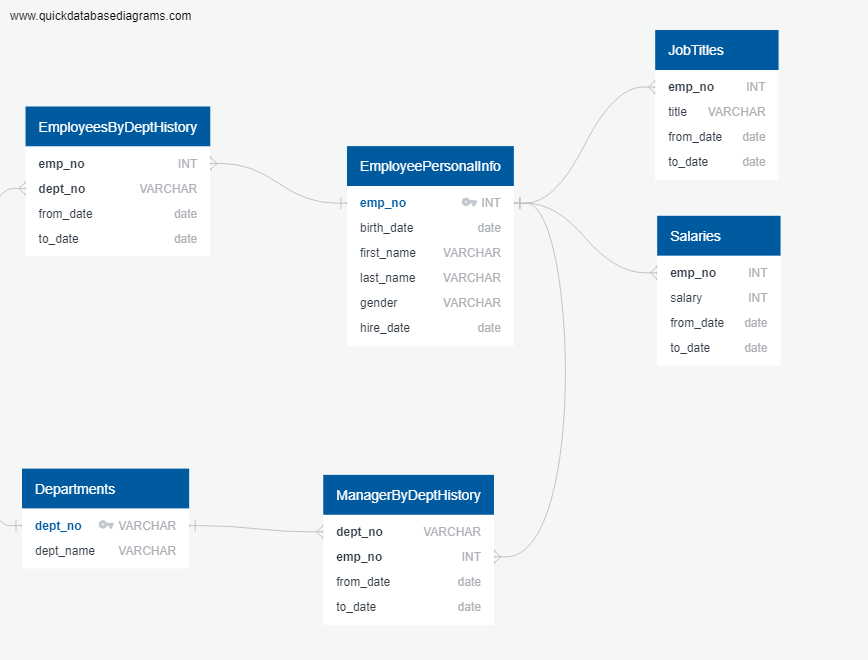 www.quickdatabasediagrams.com
EmployeesByDeptHistory
emp_no INT
dept_no VARCHAR
from_date date
to_date date
EmployeePersonalInfo
emp_no INT
birth_date date
first_name VARCHAR
last_name VARCHAR
gender VARCHAR
hire_date date
JobTitles
emp_no INT
title VARCHAR
from_date date
to_date date
Salaries
emp_no INT
salary INT
from_date date
to_date date
Departments
dept_no VARCHAR
dept_name VARCHAR
ManagerByDeptHistory
dept_no VARCHAR
emp_no INT
from_date date
to_date date